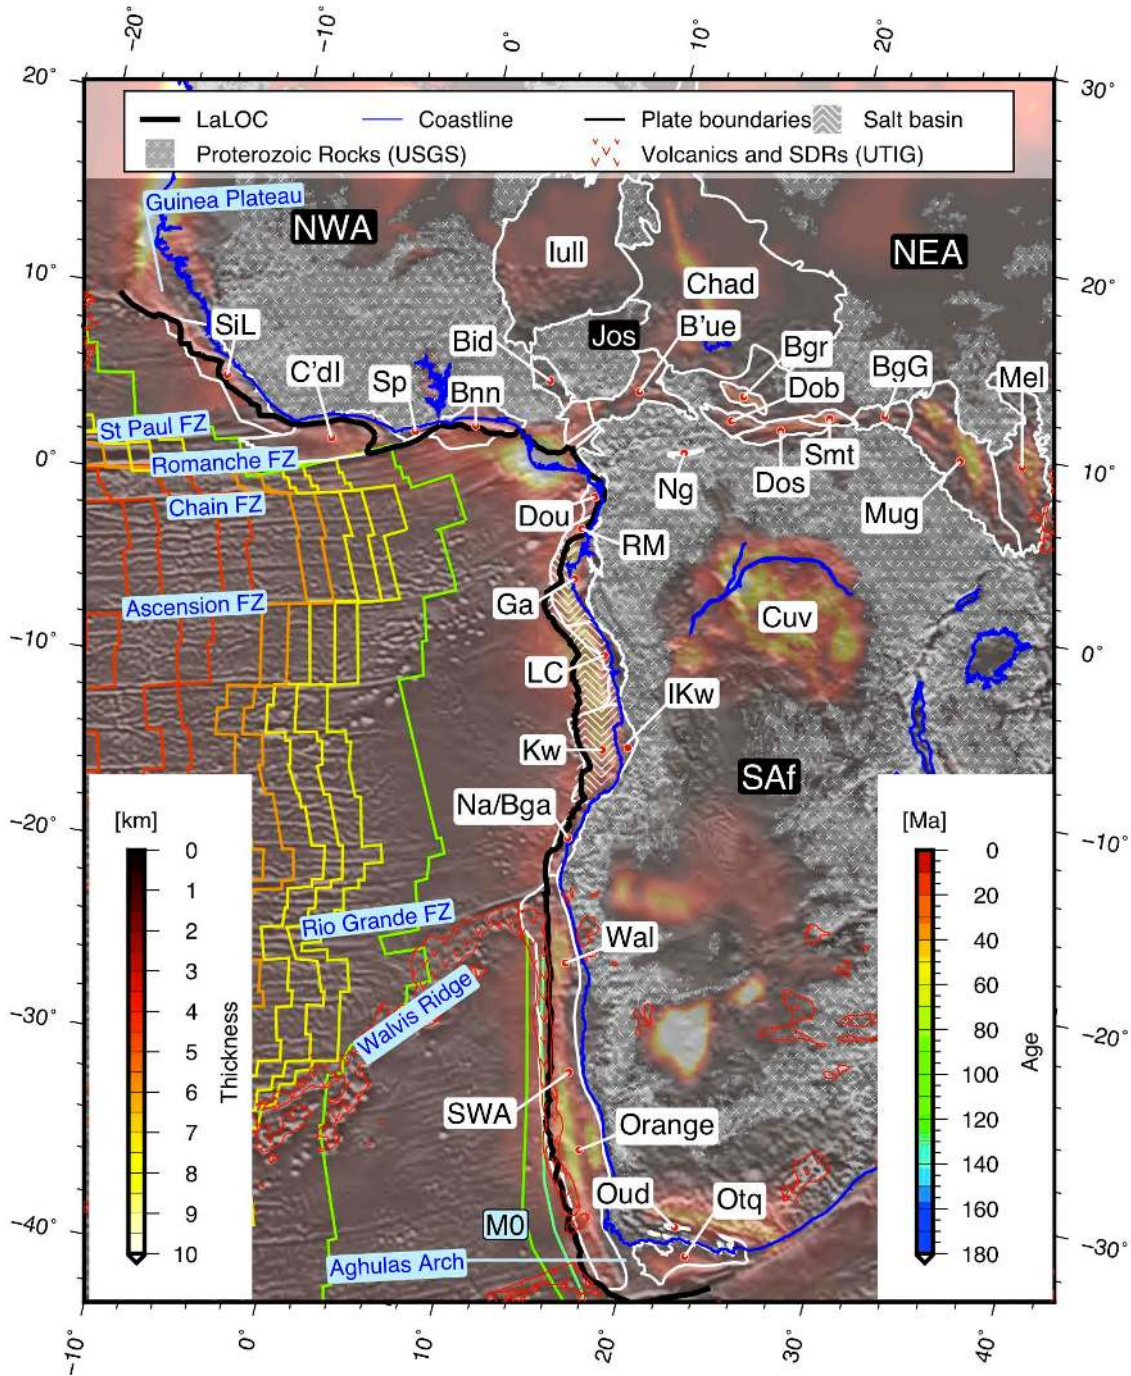 −20° −10° 0° 10° 20°
20° 30°
LaLOC Coastline Plate boundaries Salt basin
Proterozoic Rocks (USGS) Volcanics and SDRs (UTIG)
Guinea Plateau
NWA Iull NEA
10° Chad 20°
SiL Jos B'ue
Bid Bgr
C'dl Sp Bnn Dob BgG Mel
St Paul FZ
Romanche FZ Smt
0° 10°
Chain FZ Ng Dos
Dou Mug
RM
Ascension FZ Ga Cuv
−10° 0°
LC
IKw
Kw
SAf
Na/Bga
[km] [Ma]
−20° −10°
0 0
1
20
2
Rio Grande FZ
3 40
Wal
4 60
Walvis Ridge
−30° −20°
5 80
Thickness Age
6 100
SWA
7 Orange 120
8 140
Oud Otq
M0
9 160
−40° −30°
Aghulas Arch
10 180
−10° 0° 10° 20° 30° 40°